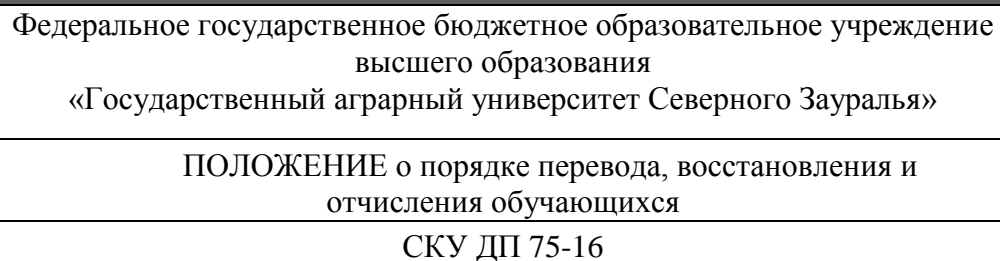 Федеральное государственное бюджетное образовательное учреждение
высшего образования
«Государственный аграрный университет Северного Зауралья»
ПОЛОЖЕНИЕ о порядке перевода, восстановления и
отчисления обучающихся
СКУ ДП 75-16